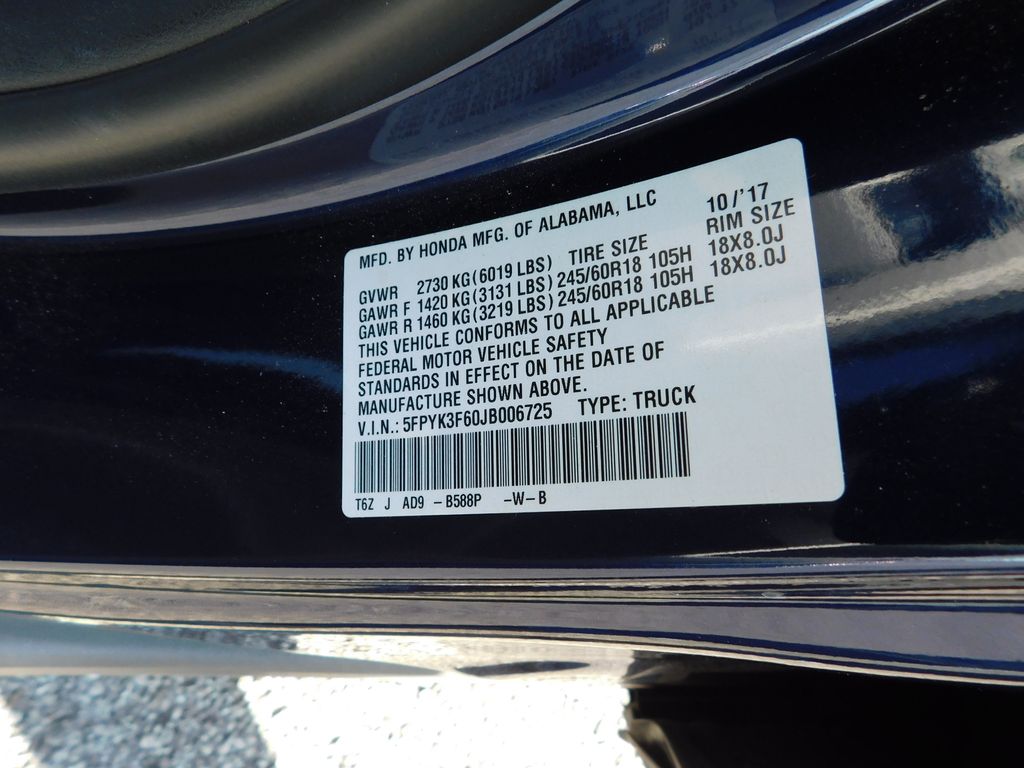 MFD. BY HONDA MFG. OF ALABAMA, LLC 10/'17
GVWR 2730 KG (6019 LBS) TIRE SIZE RIM SIZE
GAWR F 1420 KG (3131 LBS) 245/60R18 105H 18X8.0J
GAWR R 1460 KG (3219 LBS) 245/60R18 105H 18X8.0J
THIS VEHICLE CONFORMS TO ALL APPLICABLE
FEDERAL MOTOR VEHICLE SAFETY
STANDARDS IN EFFECT ON THE DATE OF
MANUFACTURE SHOWN ABOVE.
V.I.N.: 5FPYK3F60JB006725 TYPE: TRUCK
T6Z J AD9 -B588P -W-B